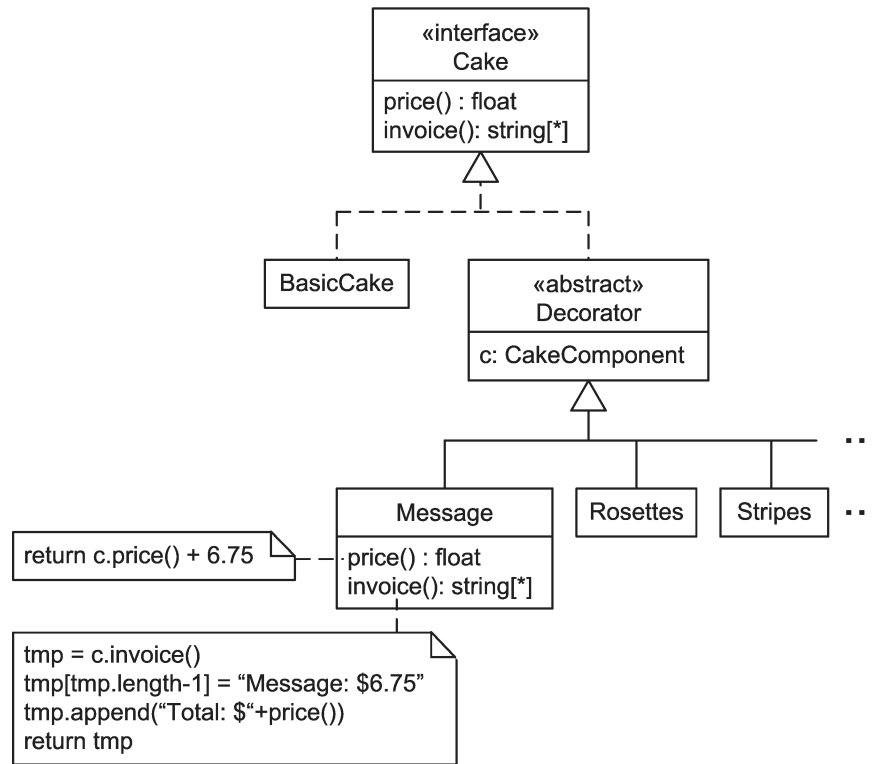 «interface»
Cake
price() : float
invoice(): string[*]
BasicCake
«abstract»
Decorator
c: CakeComponent
Message
price() : float
invoice(): string[*]
Rosettes
Stripes
return c.price() + 6.75
tmp = c.invoice()
tmp[tmp.length-1] = “Message: $6.75”
tmp.append(“Total: $“+price())
return tmp